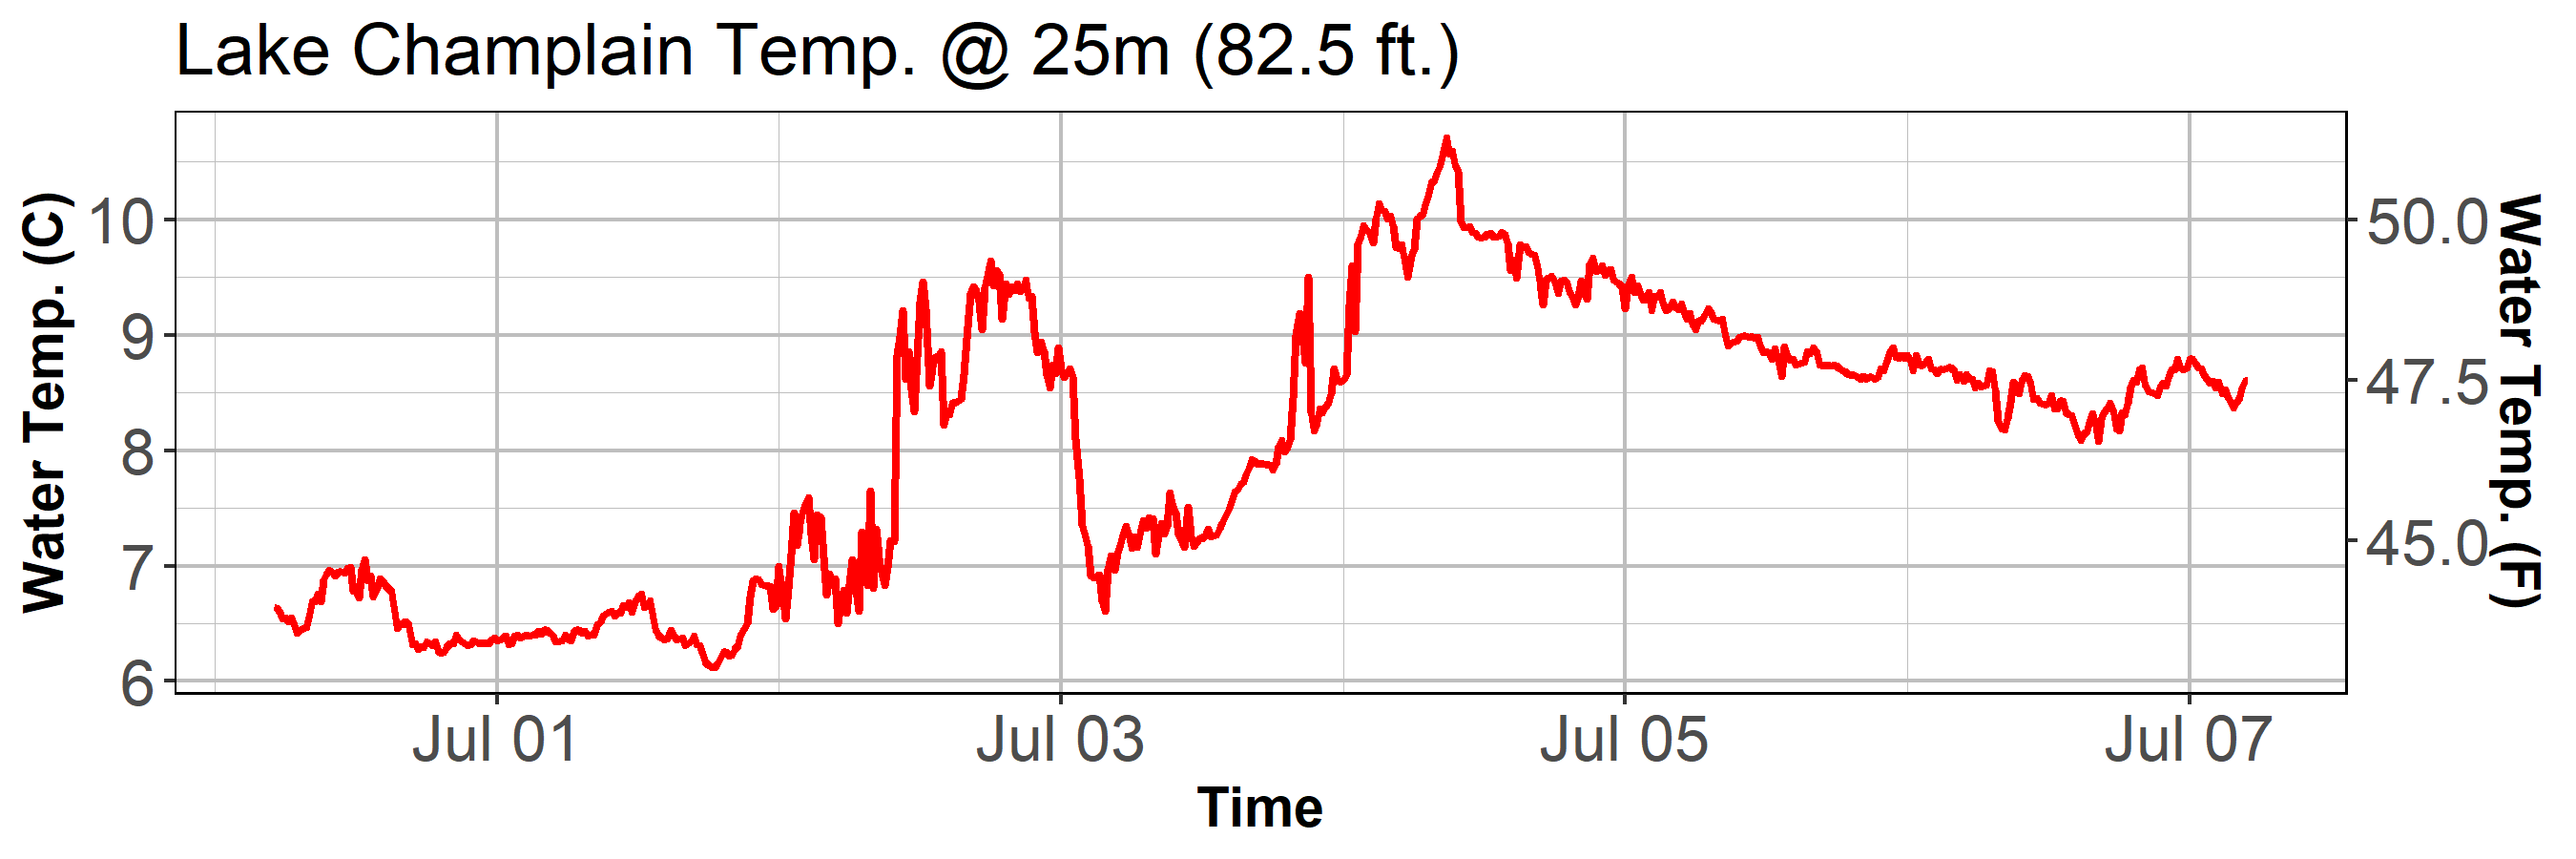 Lake Champlain Temp. @ 25m (82.5 ft.)
Water Temp. (C)
10
9
8
7
6
50.0
47.5
45.0
Water Temp. (F)
Jul 01 Jul 03 Jul 05 Jul 07
Time